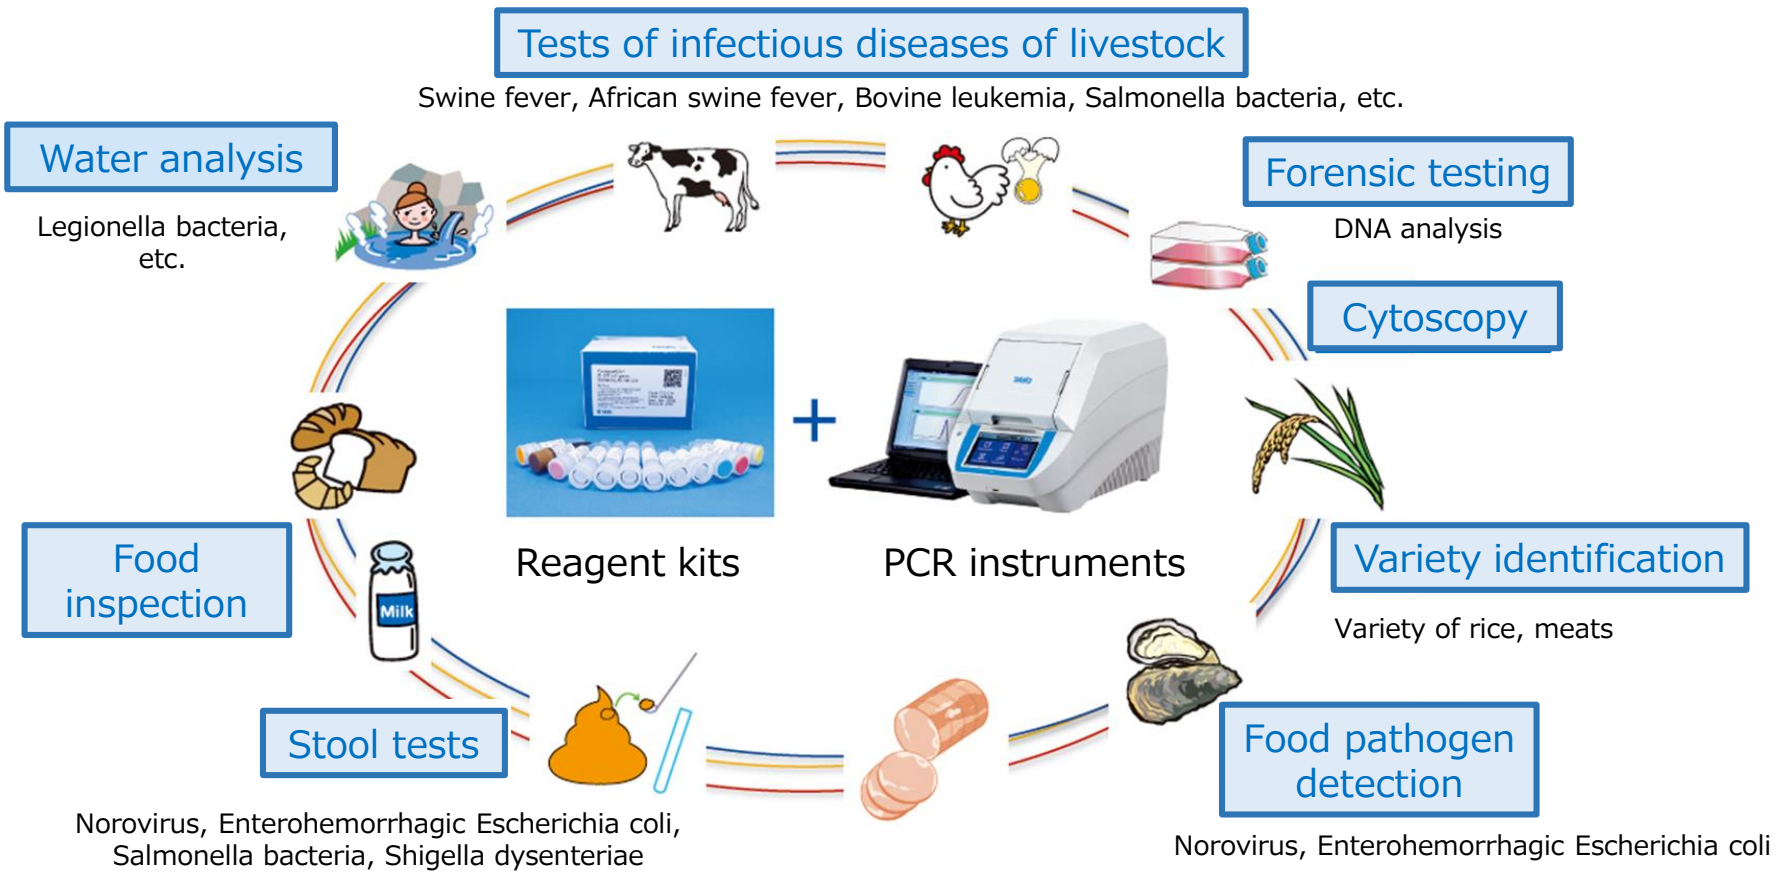 Tests of infectious diseases of livestock
Swine fever, African swine fever, Bovine leukemia, Salmonella bacteria, etc.
Water analysis
Legionella bacteria,
etc.
Forensic testing
DNA analysis
Cytoscopy
Reagent kits
+
PCR instruments
Food
inspection
Milk
Variety identification
Variety of rice, meats
Stool tests
Norovirus, Enterohemorrhagic Escherichia coli,
Salmonella bacteria, Shigella dysenteriae
Food pathogen
detection
Norovirus, Enterohemorrhagic Escherichia coli